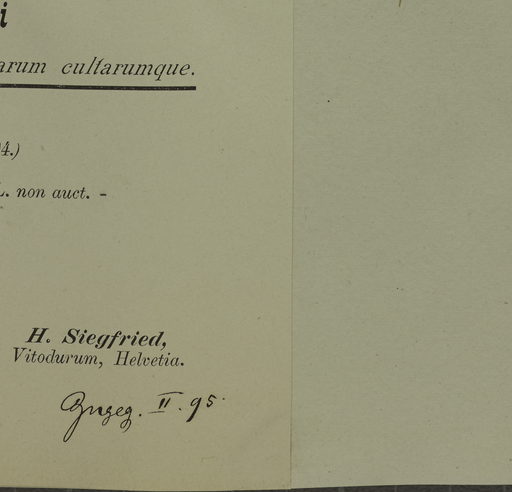 i
arum cultarumque.
4.)
L. non auct. -
H. Siegfried,
Vitodurum, Helvetia.
II. 95.